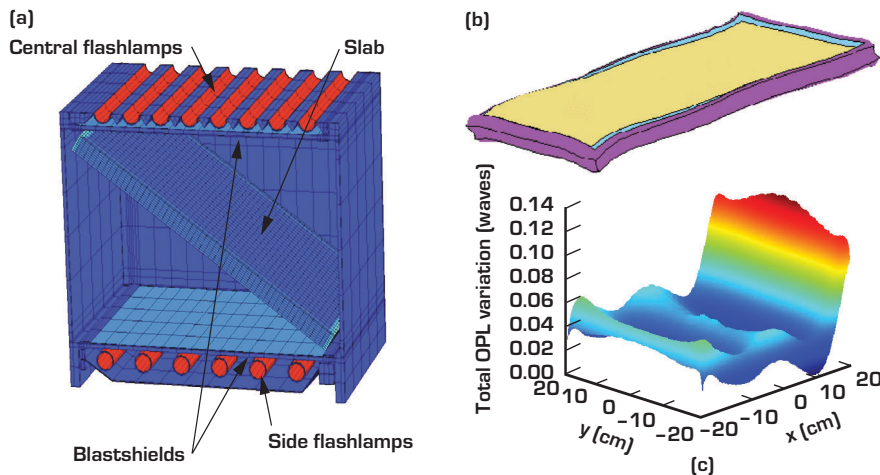 (a)
Central flashlamps
Slab
Blastshields
Side flashlamps
(b)
Total OPL variation (waves)
0.14
0.12
0.10
0.08
0.06
0.04
0.02
0.00
20
10
0
-10
-20
y (cm)
-20
-10
0
10
20
x (cm)
(c)